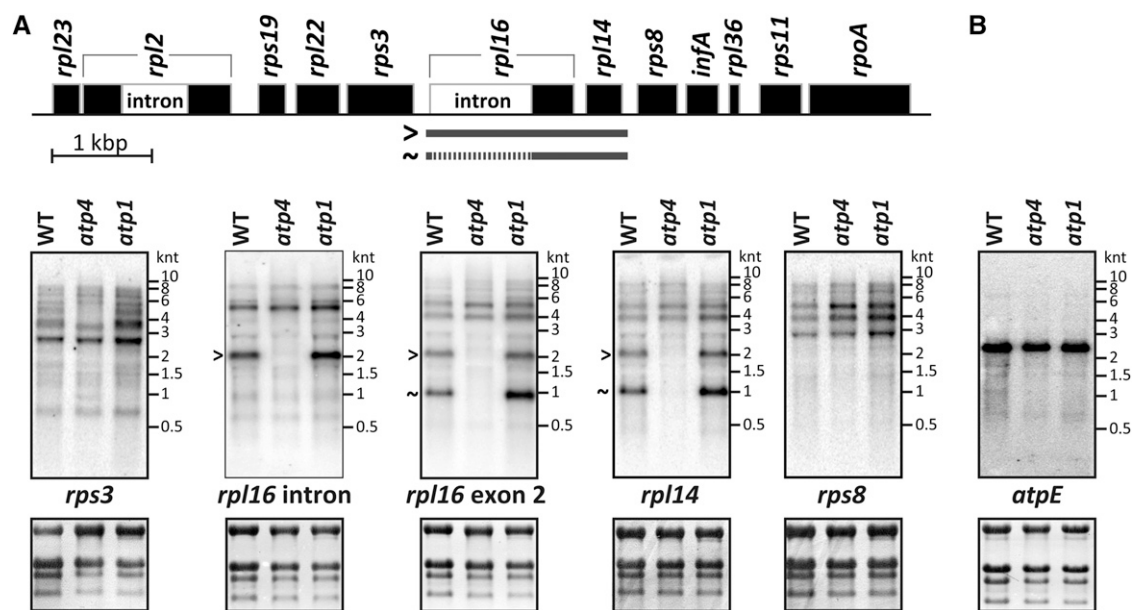 A
B
rpl23
rpl2
rps19
rpl22
rps3
rpl16
rpl14
rps8
infA
rpl36
rps11
rpoA
intron
intron
>
~
1 kbp
WT atp4 atp1
WT atp4 atp1
WT atp4 atp1
WT atp4 atp1
WT atp4 atp1
WT atp4 atp1
knt
10
8
6
4
3
2
1.5
1
0.5
>
knt
10
8
6
4
3
2
1.5
1
0.5
>
~
knt
10
8
6
4
3
2
1.5
1
0.5
>
~
knt
10
8
6
4
3
2
1.5
1
0.5
knt
10
8
6
4
3
2
1.5
1
0.5
knt
10
8
6
4
3
2
1.5
1
0.5
rps3
rpl16 intron
rpl16 exon 2
rpl14
rps8
atpE